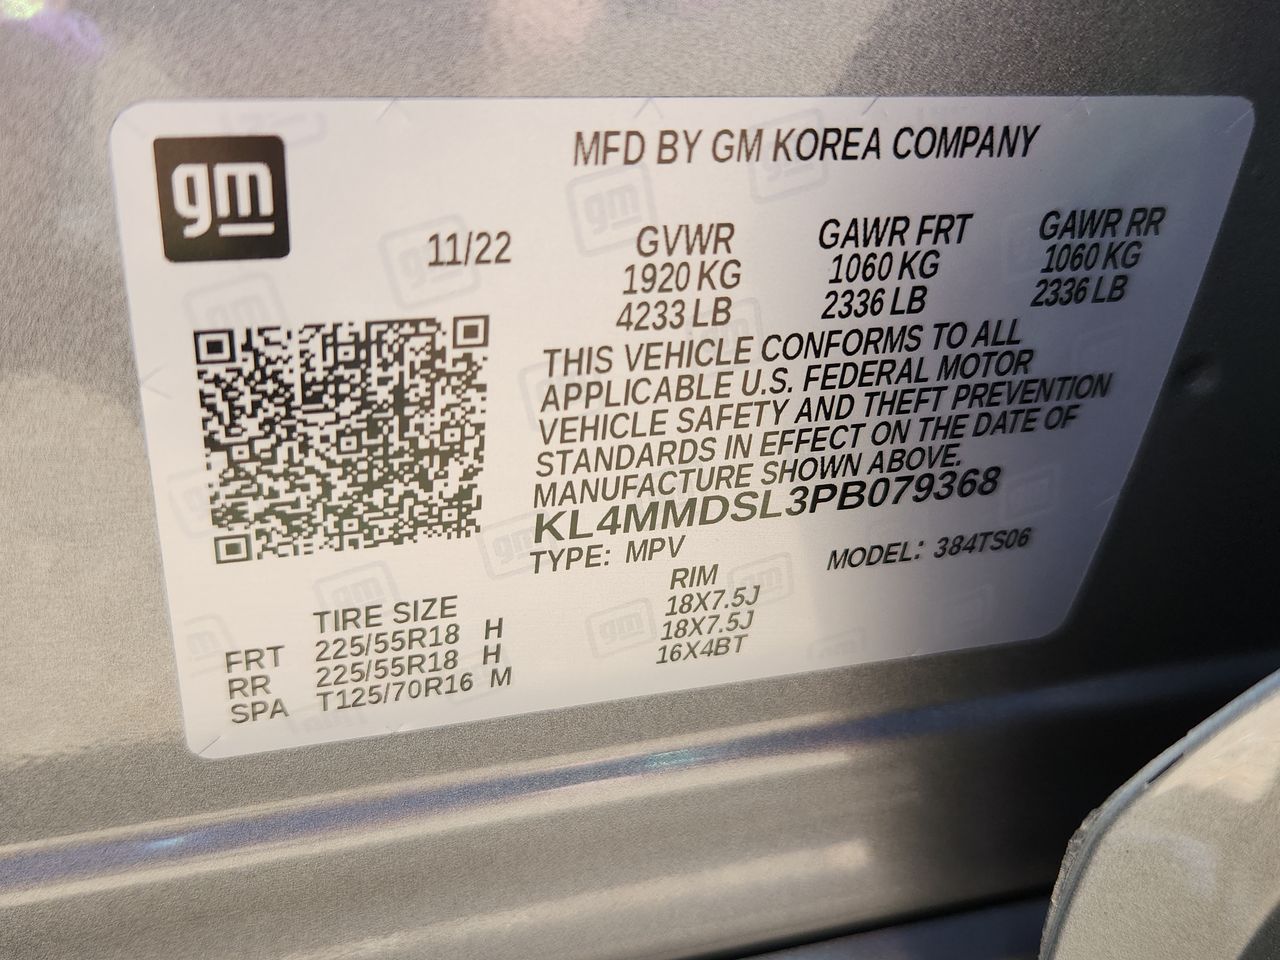 gm
MFD BY GM KOREA COMPANY
11/22
GVWR GAWR FRT GAWR RR
1920 KG 1060 KG 1060 KG
4233 LB 2336 LB 2336 LB
THIS VEHICLE CONFORMS TO ALL
APPLICABLE U.S. FEDERAL MOTOR
VEHICLE SAFETY AND THEFT PREVENTION
STANDARDS IN EFFECT ON THE DATE OF
MANUFACTURE SHOWN ABOVE.
KL4MMDSL3PB079368
TYPE: MPV MODEL: 384TS06
TIRE SIZE RIM
FRT 225/55R18 H 18X7.5J
RR 225/55R18 H 18X7.5J
SPA T125/70R16 M 16X4BT